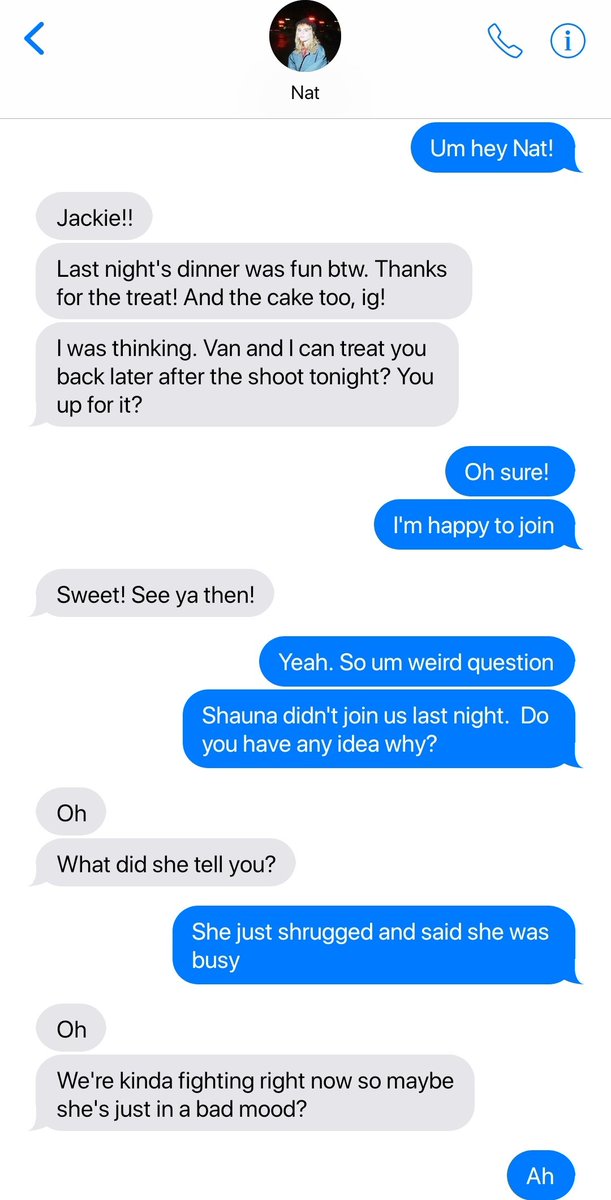 Nat
Um hey Nat!
Jackie!!
Last night's dinner was fun btw. Thanks
for the treat! And the cake too, ig!
I was thinking. Van and I can treat you
back later after the shoot tonight? You
up for it?
Oh sure!
I'm happy to join
Sweet! See ya then!
Yeah. So um weird question
Shauna didn't join us last night. Do
you have any idea why?
Oh
What did she tell you?
She just shrugged and said she was
busy
Oh
We're kinda fighting right now so maybe
she's just in a bad mood?
Ah